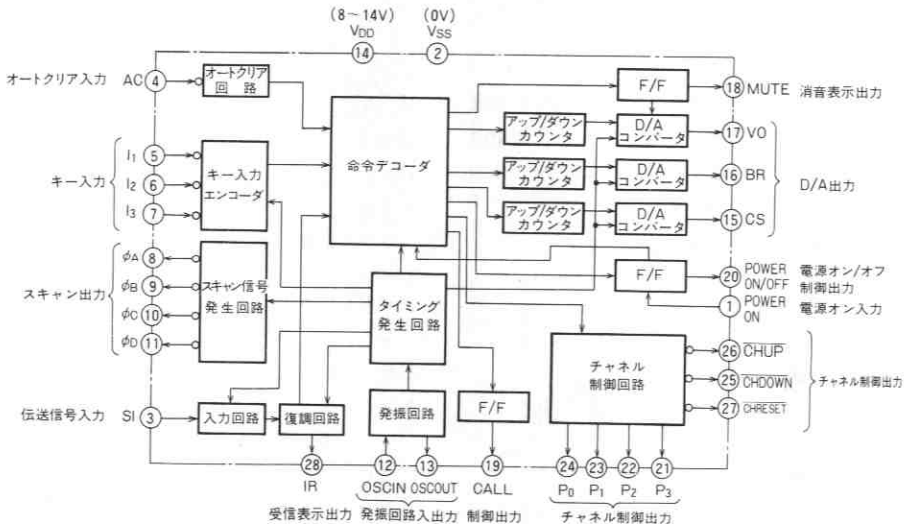 (8~14V) (0V)
VDD VSS
14 2
オートクリア入力 AC 4 オートクリア
回路
F/F 18 MUTE 消音表示出力
アップ/ダウン
カウンタ
D/A
コンバータ
17 VO
命令デコーダ
キー入力
I1 5
I2 6
I3 7
キー入力
エンコーダ
アップ/ダウン
カウンタ
D/A
コンバータ
16 BR
D/A出力
アップ/ダウン
カウンタ
D/A
コンバータ
15 CS
スキャン出力
φA 8
φB 9
φC 10
φD 11
スキャン信号
発生回路
タイミング
発生回路
F/F
20 POWER ON/OFF 電源オン/オフ
制御出力
1 POWER ON 電源オン入力
チャネル
制御回路
26 CHUP
25 CHDOWN チャネル制御出力
27 CHRESET
伝送信号入力 SI 3 入力回路 復調回路 発振回路 F/F
28 12 13 19 24 23 22 21
IR OSCIN OSCOUT CALL P0 P1 P2 P3
受信表示出力 発振回路入出力 制御出力 チャネル制御出力